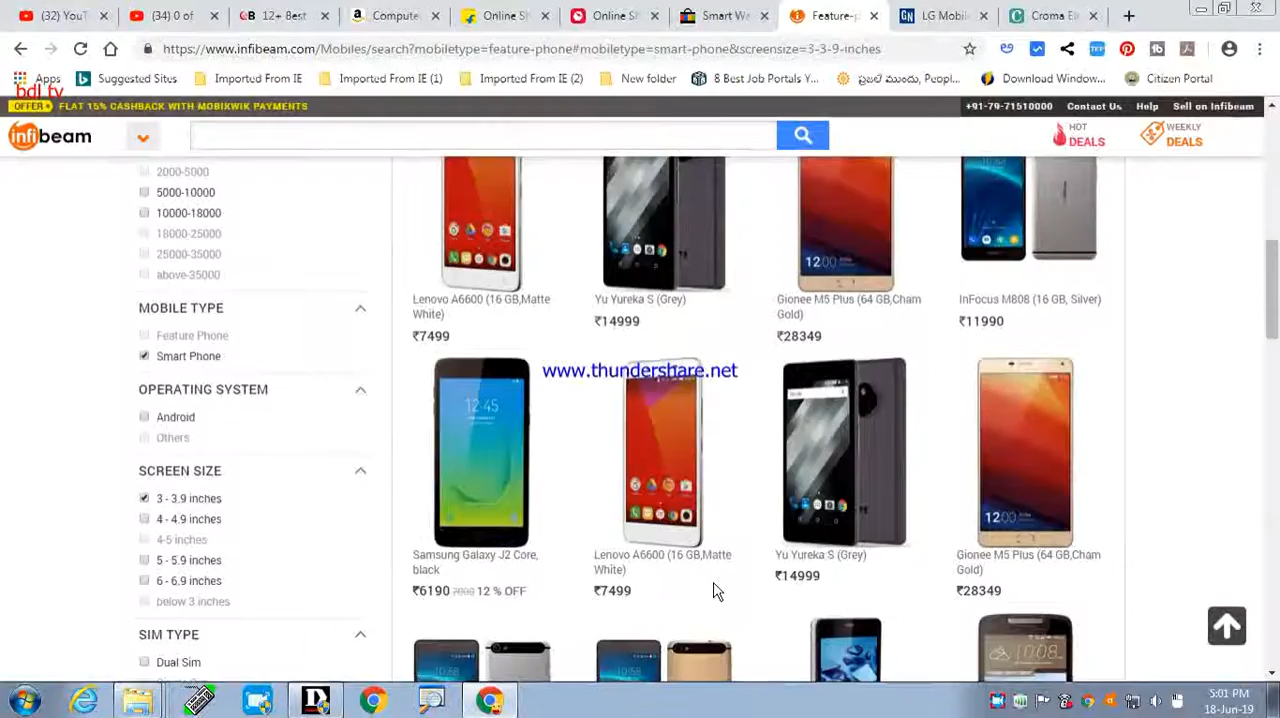 (32) YouT
(34) 0 of
12+ Best
Compute
Online Sh
Online Sh
Smart Wa
Feature-p
LG Mobil
Croma Ele
https://www.infibeam.com/Mobiles/search?mobiletype=feature-phone#mobiletype=smart-phone&screensize=3-3-9-inches
Apps
Suggested Sites
Imported From IE
Imported From IE (1)
Imported From IE (2)
New folder
8 Best Job Portals Y...
ప్రజల ముందు, Peopl...
Download Window...
Citizen Portal
bdl.tv
OFFER
FLAT 15% CASHBACK WITH MOBIKWIK PAYMENTS
+91-79-71510000 Contact Us Help Sell on Infibeam
infibeam
HOT
DEALS
WEEKLY
DEALS
2000-5000
5000-10000
10000-18000
18000-25000
25000-35000
above-35000
MOBILE TYPE
Feature Phone
Smart Phone
OPERATING SYSTEM
Android
Others
SCREEN SIZE
3 - 3.9 inches
4 - 4.9 inches
4-5 inches
5 - 5.9 inches
6 - 6.9 inches
below 3 inches
SIM TYPE
Dual Sim
12:00
Lenovo A6600 (16 GB,Matte
White)
₹7499
Yu Yureka S (Grey)
₹14999
Gionee M5 Plus (64 GB,Cham
Gold)
₹28349
InFocus M808 (16 GB, Silver)
₹11990
www.thundershare.net
12:45
12:00
Samsung Galaxy J2 Core,
black
₹6190 7000 12 % OFF
Lenovo A6600 (16 GB,Matte
White)
₹7499
Yu Yureka S (Grey)
₹14999
Gionee M5 Plus (64 GB,Cham
Gold)
₹28349
10:08
5:01 PM
18-Jun-19